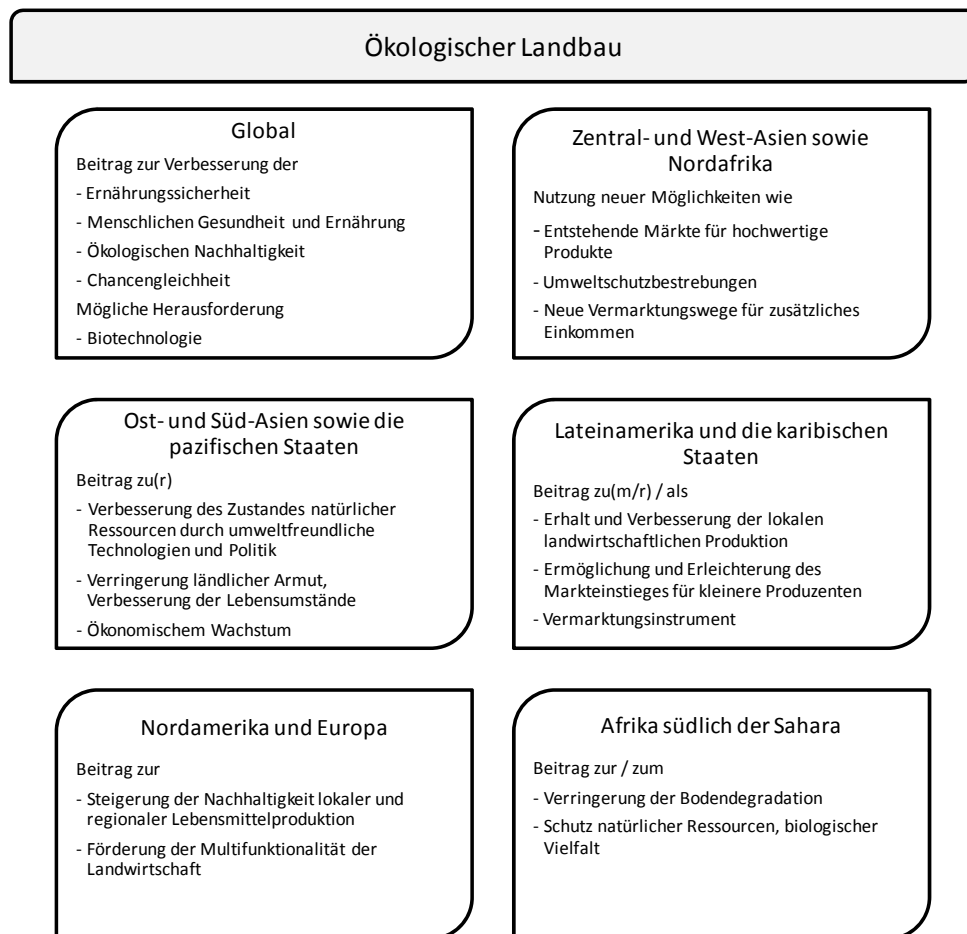 Ökologischer Landbau
Global
Beitrag zur Verbesserung der
- Ernährungssicherheit
- Menschlichen Gesundheit und Ernährung
- Ökologischen Nachhaltigkeit
- Chancengleichheit
Mögliche Herausforderung
- Biotechnologie
Zentral- und West-Asien sowie
Nordafrika
Nutzung neuer Möglichkeiten wie
- Entstehende Märkte für hochwertige
Produkte
- Umweltschutzbestrebungen
- Neue Vermarktungswege für zusätzliches
Einkommen
Ost- und Süd-Asien sowie die
pazifischen Staaten
Beitrag zu(r)
- Verbesserung des Zustandes natürlicher
Ressourcen durch umweltfreundliche
Technologien und Politik
- Verringerung ländlicher Armut,
Verbesserung der Lebensumstände
- Ökonomischem Wachstum
Lateinamerika und die karibischen
Staaten
Beitrag zu(m/r) / als
- Erhalt und Verbesserung der lokalen
landwirtschaftlichen Produktion
- Ermöglichung und Erleichterung des
Markteinstieges für kleinere Produzenten
- Vermarktungsinstrument
Nordamerika und Europa
Beitrag zur
- Steigerung der Nachhaltigkeit lokaler und
regionaler Lebensmittelproduktion
- Förderung der Multifunktionalität der
Landwirtschaft
Afrika südlich der Sahara
Beitrag zur / zum
- Verringerung der Bodendegradation
- Schutz natürlicher Ressourcen, biologischer
Vielfalt